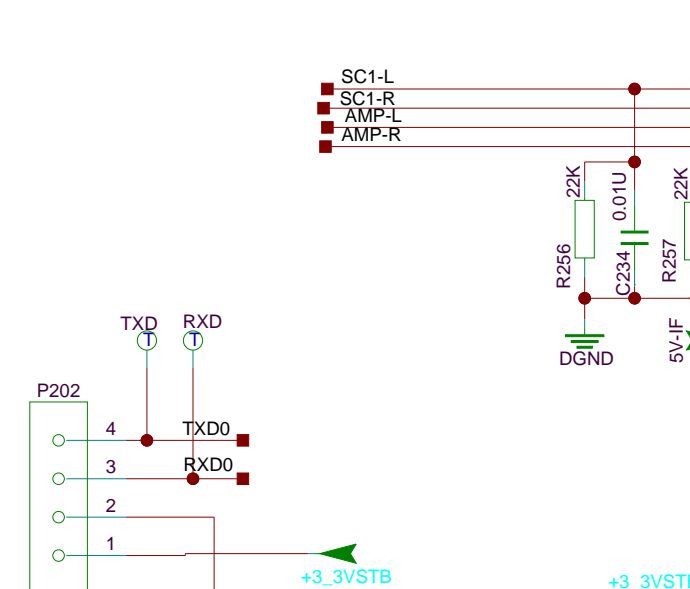 SC1-L
SC1-R
AMP-L
AMP-R
22K
0.01U
22K
R256
C234
R257
DGND
5V-IF
TXD
RXD
T
T
P202
4
TXD0
3
RXD0
2
1
+3_3VSTB